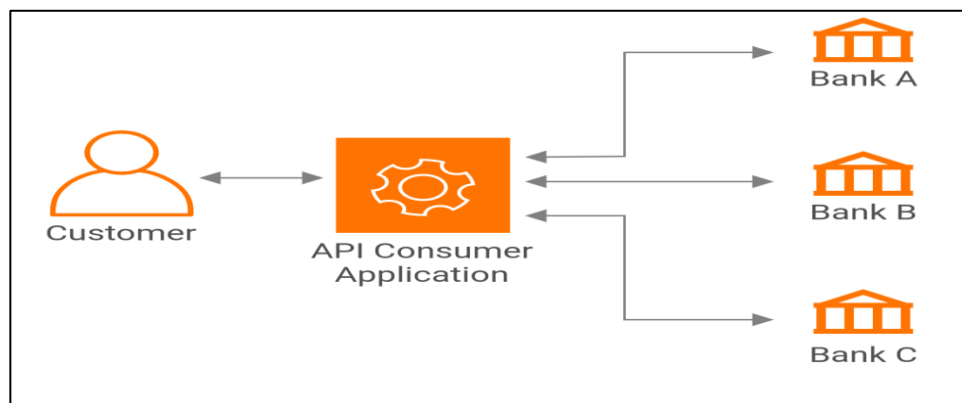 Bank A
Customer
API Consumer
Application
Bank B
Bank C